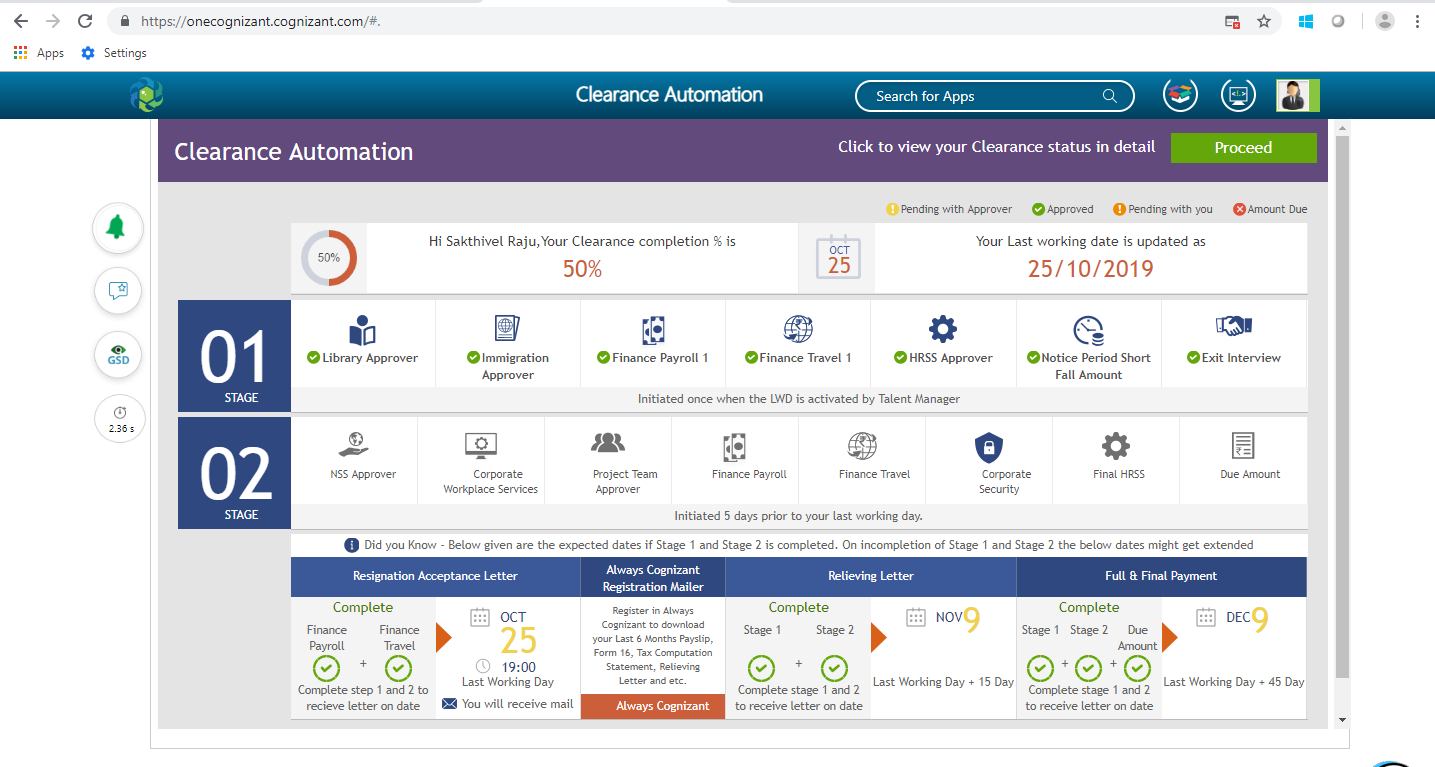 https://onecognizant.cognizant.com/#.
Apps
Settings
Clearance Automation
Search for Apps
Clearance Automation
Click to view your Clearance status in detail
Proceed
Pending with Approver
Approved
Pending with you
Amount Due
50%
Hi Sakthivel Raju,Your Clearance completion % is
50%
OCT
25
Your Last working date is updated as
25/10/2019
GSD
2.36 s
01
STAGE
Library Approver
Immigration
Approver
Finance Payroll 1
Finance Travel 1
HRSS Approver
Notice Period Short
Fall Amount
Exit Interview
Initiated once when the LWD is activated by Talent Manager
02
STAGE
NSS Approver
Corporate
Workplace Services
Project Team
Approver
Finance Payroll
Finance Travel
Corporate
Security
Final HRSS
Due Amount
Initiated 5 days prior to your last working day.
Did you Know - Below given are the expected dates if Stage 1 and Stage 2 is completed. On incompletion of Stage 1 and Stage 2 the below dates might get extended
Resignation Acceptance Letter
Complete
Finance
Payroll
+
Finance
Travel
Complete step 1 and 2 to
recieve letter on date
OCT
25
19:00
Last Working Day
You will receive mail
Always Cognizant
Registration Mailer
Register in Always
Cognizant to download
your Last 6 Months Payslip,
Form 16, Tax Computation
Statement, Relieving
Letter and etc.
Always Cognizant
Relieving Letter
Complete
Stage 1
+
Stage 2
Complete stage 1 and 2
to receive letter on date
NOV 9
Last Working Day + 15 Day
Full & Final Payment
Complete
Stage 1
+
Stage 2
+
Due
Amount
Complete stage 1 and 2
to receive letter on date
DEC 9
Last Working Day + 45 Day